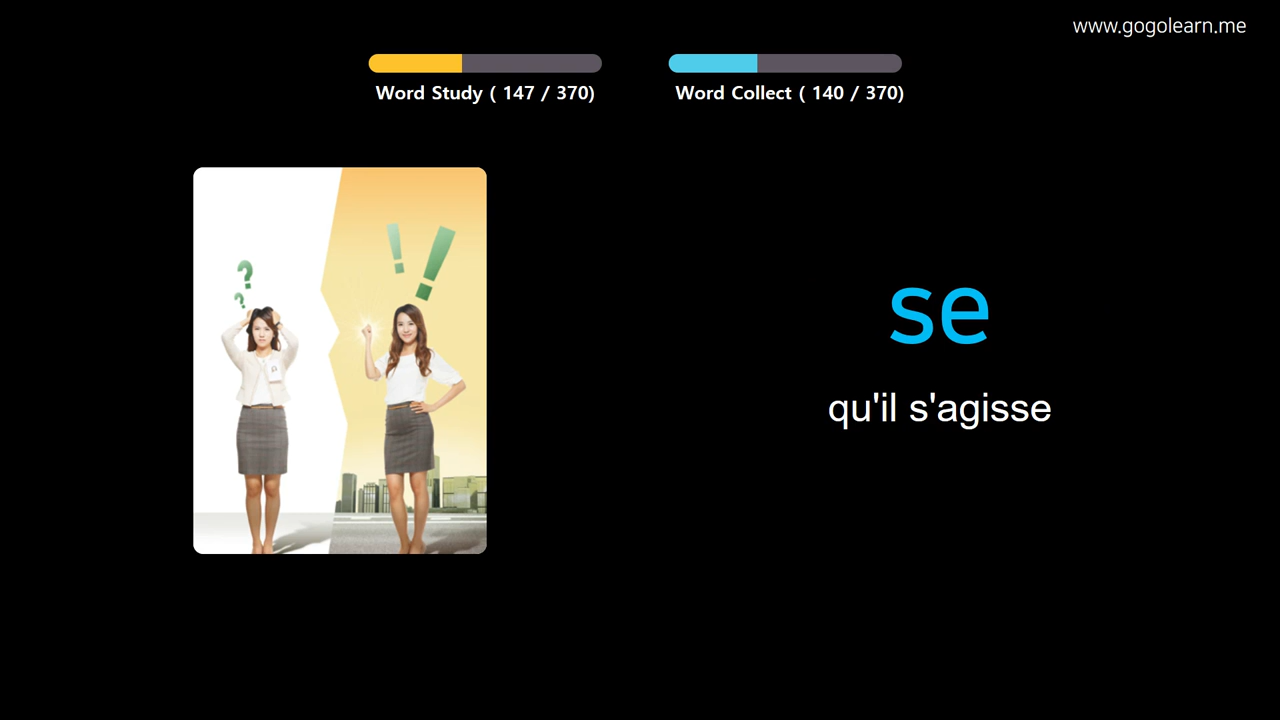 www.gogolearn.me
Word Study ( 147 / 370)
Word Collect ( 140 / 370)
? ?
! !
se
qu'il s'agisse